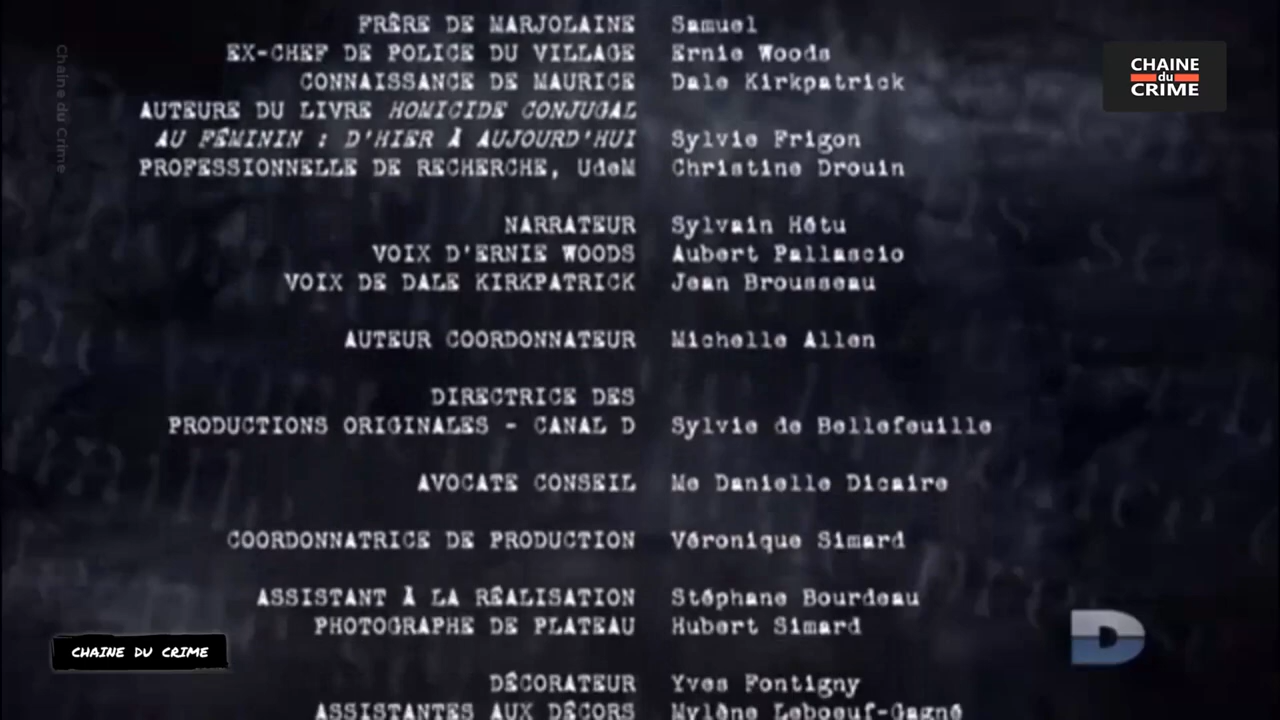 FRÈRE DE MARJOLAINE Samuel
EX-CHEF DE POLICE DU VILLAGE Ernie Woods
CONNAISSANCE DE MAURICE Dale Kirkpatrick
AUTEURE DU LIVRE HOMICIDE CONJUGAL
AU FÉMININ : D'HIER À AUJOURD'HUI Sylvie Frigon
PROFESSIONNELLE DE RECHERCHE, UdeM Christine Drouin
NARRATEUR Sylvain Hétu
VOIX D'ERNIE WOODS Aubert Pallascio
VOIX DE DALE KIRKPATRICK Jean Brousseau
AUTEUR COORDONNATEUR Michelle Allen
DIRECTRICE DES
PRODUCTIONS ORIGINALES - CANAL D Sylvie de Bellefeuille
AVOCATE CONSEIL Me Danielle Dicaire
COORDONNATRICE DE PRODUCTION Véronique Simard
ASSISTANT À LA RÉALISATION Stéphane Bourdeau
PHOTOGRAPHE DE PLATEAU Hubert Simard
DÉCORATEUR Yves Fontigny
ASSISTANTES AUX DÉCORS Mylène Leboeuf-Gagné
CHAINE
du
CRIME
Chaine du Crime
CHAINE DU CRIME
D